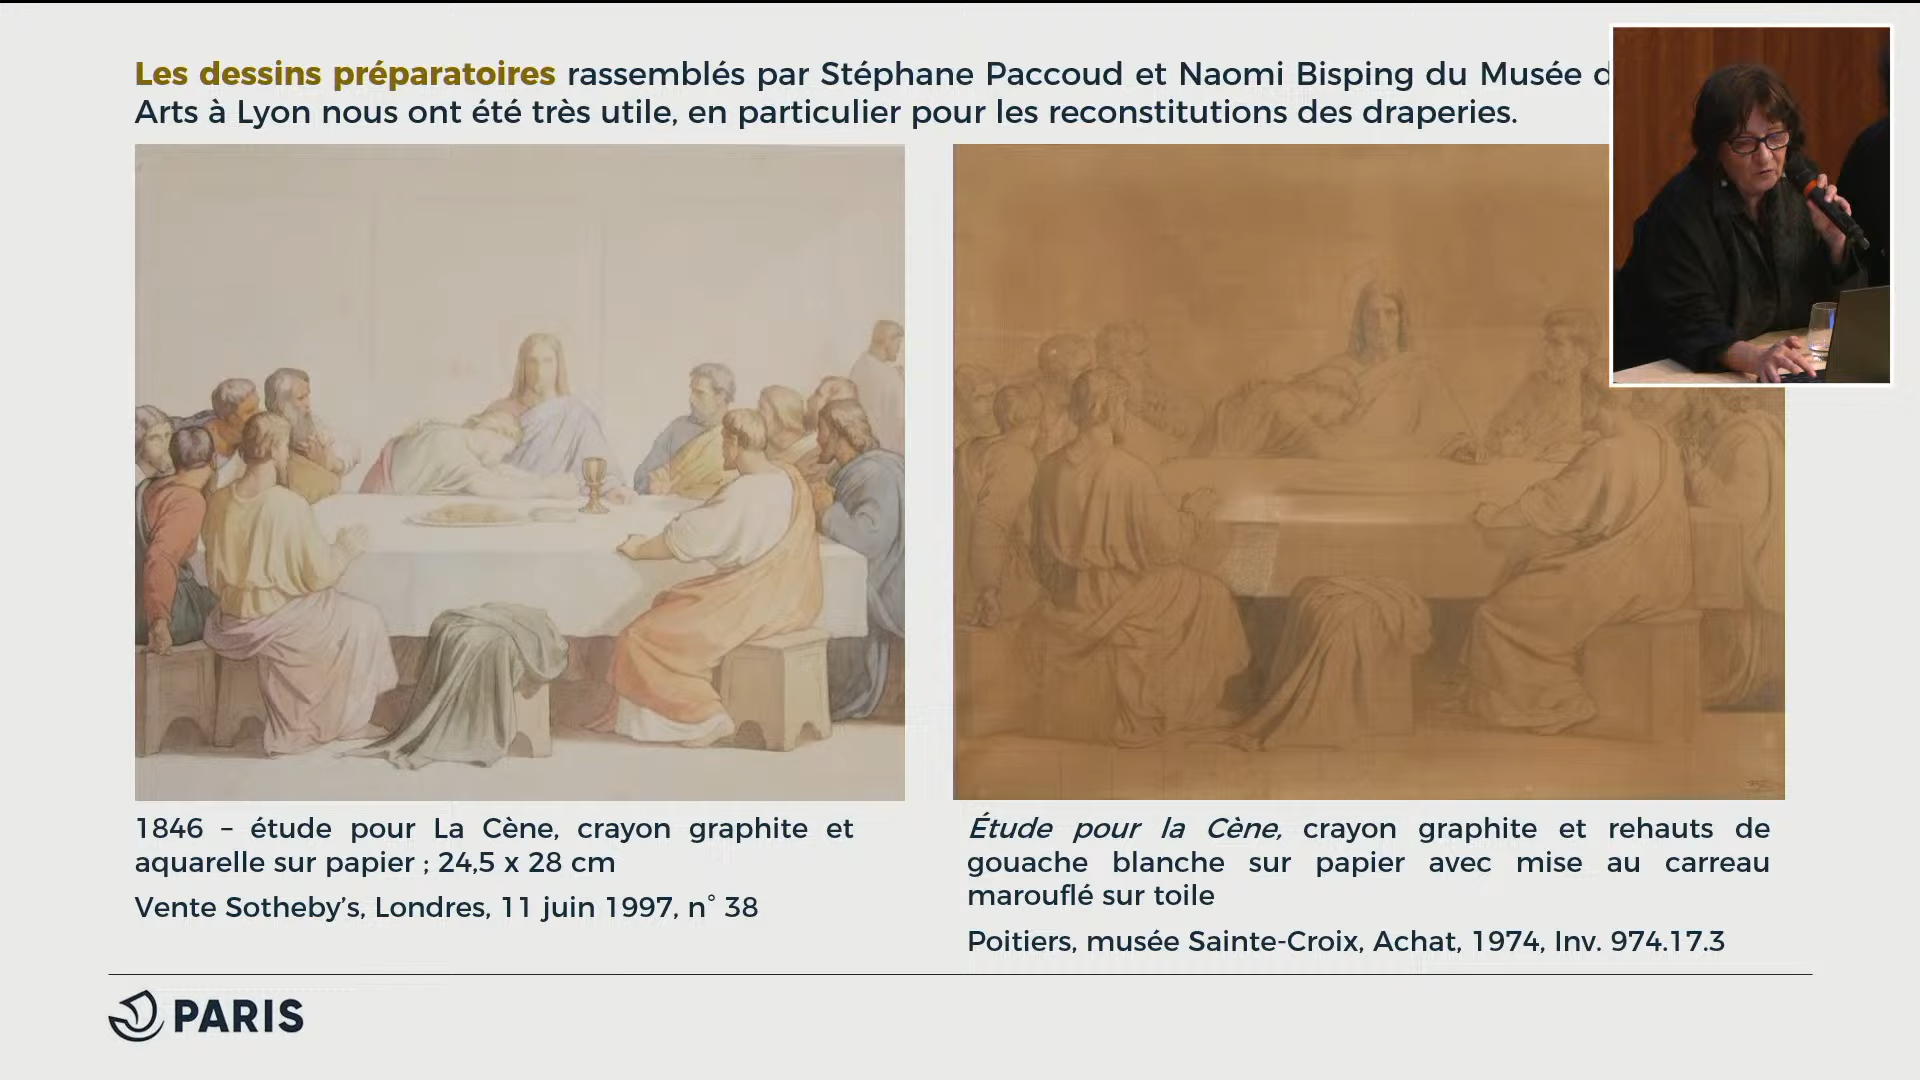 Les dessins préparatoires rassemblés par Stéphane Paccoud et Naomi Bisping du Musée
Arts à Lyon nous ont été très utile, en particulier pour les reconstitutions des draperies.
1846 – étude pour La Cène, crayon graphite et
aquarelle sur papier ; 24,5 x 28 cm
Vente Sotheby's, Londres, 11 juin 1997, n° 38
Étude pour la Cène, crayon graphite et rehauts de
gouache blanche sur papier avec mise au carreau
marouflé sur toile
Poitiers, musée Sainte-Croix, Achat, 1974, Inv. 974.17.3
PARIS